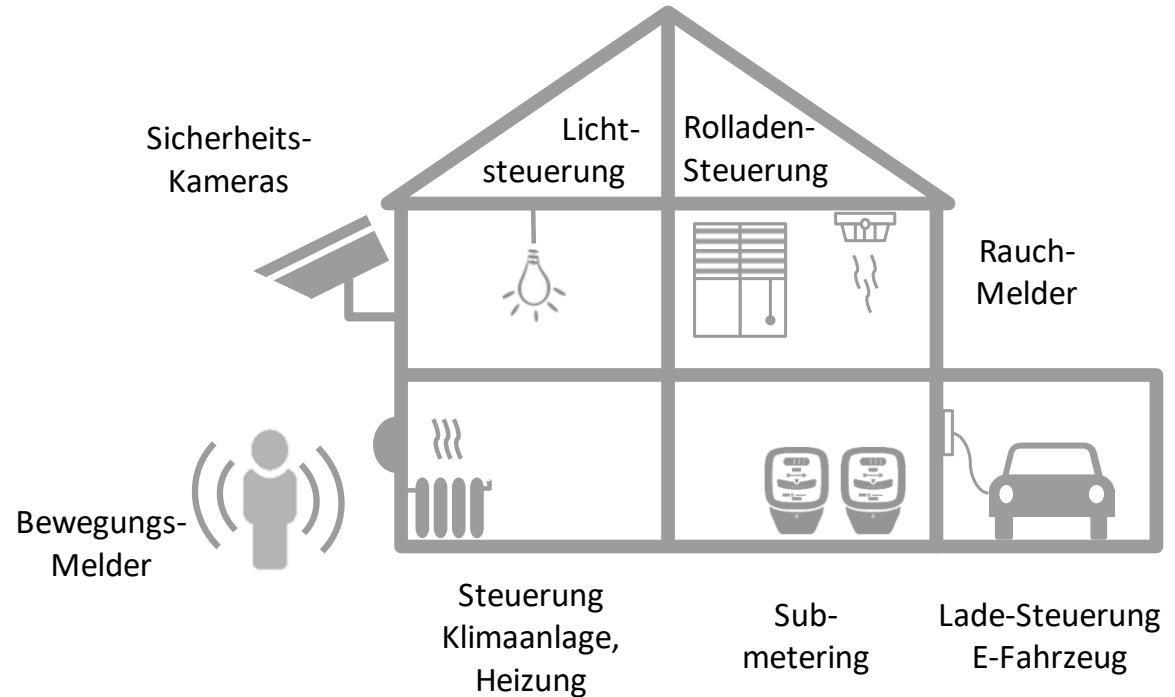 Sicherheits-
Kameras
Licht-
steuerung
Rolladen-
Steuerung
Rauch-
Melder
Bewegungs-
Melder
Steuerung
Klimaanlage,
Heizung
Sub-
metering
Lade-Steuerung
E-Fahrzeug